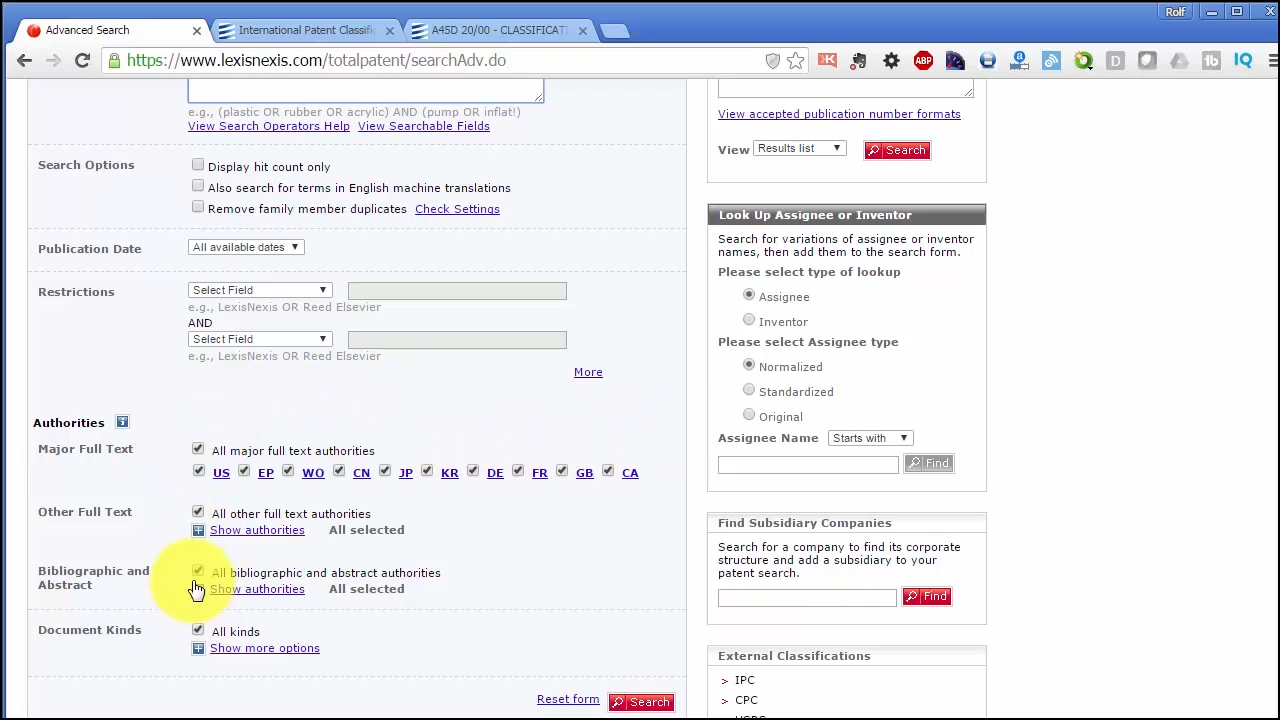 Rolf
Advanced Search
International Patent Classific
A45D 20/00 - CLASSIFICAT
https://www.lexisnexis.com/totalpatent/searchAdv.do
ABP
D
lb
IQ
e.g., (plastic OR rubber OR acrylic) AND (pump OR inflat!)
View Search Operators Help View Searchable Fields
Search Options
Display hit count only
Also search for terms in English machine translations
Remove family member duplicates Check Settings
Publication Date
All available dates
Restrictions
Select Field
e.g., LexisNexis OR Reed Elsevier
AND
Select Field
e.g., LexisNexis OR Reed Elsevier
More
Authorities
Major Full Text
All major full text authorities
US EP WO CN JP KR DE FR GB CA
Other Full Text
All other full text authorities
Show authorities All selected
Bibliographic and
Abstract
All bibliographic and abstract authorities
Show authorities All selected
Document Kinds
All kinds
Show more options
Reset form Search
View accepted publication number formats
View Results list Search
Look Up Assignee or Inventor
Search for variations of assignee or inventor
names, then add them to the search form.
Please select type of lookup
Assignee
Inventor
Please select Assignee type
Normalized
Standardized
Original
Assignee Name Starts with
Find
Find Subsidiary Companies
Search for a company to find its corporate
structure and add a subsidiary to your
patent search.
Find
External Classifications
> IPC
> CPC